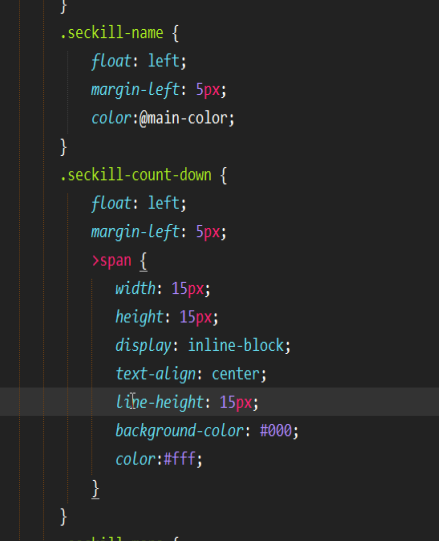 }
.seckill-name {
float: left;
margin-left: 5px;
color:@main-color;
}
.seckill-count-down {
float: left;
margin-left: 5px;
>span {
width: 15px;
height: 15px;
display: inline-block;
text-align: center;
line-height: 15px;
background-color: #000;
color:#fff;
}
}